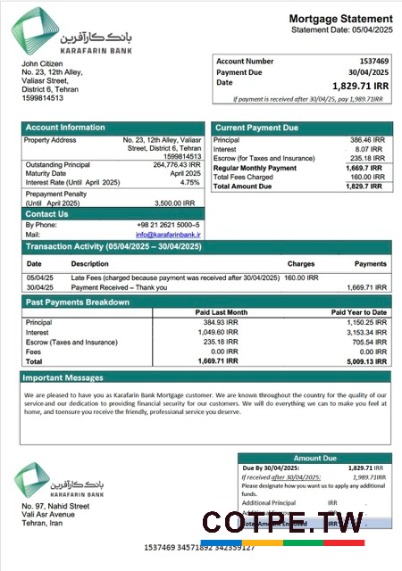 Mortgage Statement
Statement Date: 05/04/2025
بانک کارآفرین
KARAFARIN BANK
John Citizen
No. 23, 12th Alley,
Valiasr Street,
District 6, Tehran
1599814513
Account Number 1537469
Payment Due 30/04/2025
Date
1,829.71 IRR
If payment is received after 30/04/25, pay 1,989.71IRR
Account Information
Property Address No. 23, 12th Alley, Valiasr
Street, District 6, Tehran
1599814513
Outstanding Principal 264,776.43 IRR
Maturity Date April 2025
Interest Rate (Until April 2025) 4.75%
Prepayment Penalty
(Until April 2025) 3,500.00 IRR
Contact Us
By Phone: +98 21 2621 5000–5
Mail: info@karafarinbank.ir
Current Payment Due
Principal 386.46 IRR
Interest 8.07 IRR
Escrow (for Taxes and Insurance) 235.18 IRR
Regular Monthly Payment 1,669.7 IRR
Total Fees Charged 160.00 IRR
Total Amount Due 1,829.7 IRR
Transaction Activity (05/04/2025 – 30/04/2025)
Date Description Charges Payments
05/04/25 Late Fees (charged because payment was received after 30/04/2025) 160.00 IRR
30/04/25 Payment Received – Thank you 1,669.71 IRR
Past Payments Breakdown
Paid Last Month Paid Year to Date
Principal 384.93 IRR 1,150.25 IRR
Interest 1,049.60 IRR 3,153.34 IRR
Escrow (Taxes and Insurance) 235.18 IRR 705.54 IRR
Fees 0.00 IRR 0.00 IRR
Total 1,669.71 IRR 5,009.13 IRR
Important Messages
We are pleased to have you as Karafarin Bank Mortgage customer. We are known throughout the country for the quality of our
service and our dedication to providing financial security for our customers. We will do everything we can to make you feel at
home, and toensure you receive the friendly, professional service you deserve.
بانک کارآفرین
KARAFARIN BANK
No. 97, Nahid Street
Vali Asr Avenue
Tehran, Iran
Amount Due
Due By 30/04/2025: 1,829.71 IRR
If received after 30/04/2025: 1,989.71IRR
Please designate how you want us to apply any additional
funds.
Additional Principal IRR
Additional
IRR
COTPE.TW
1537469 34571892 342359127